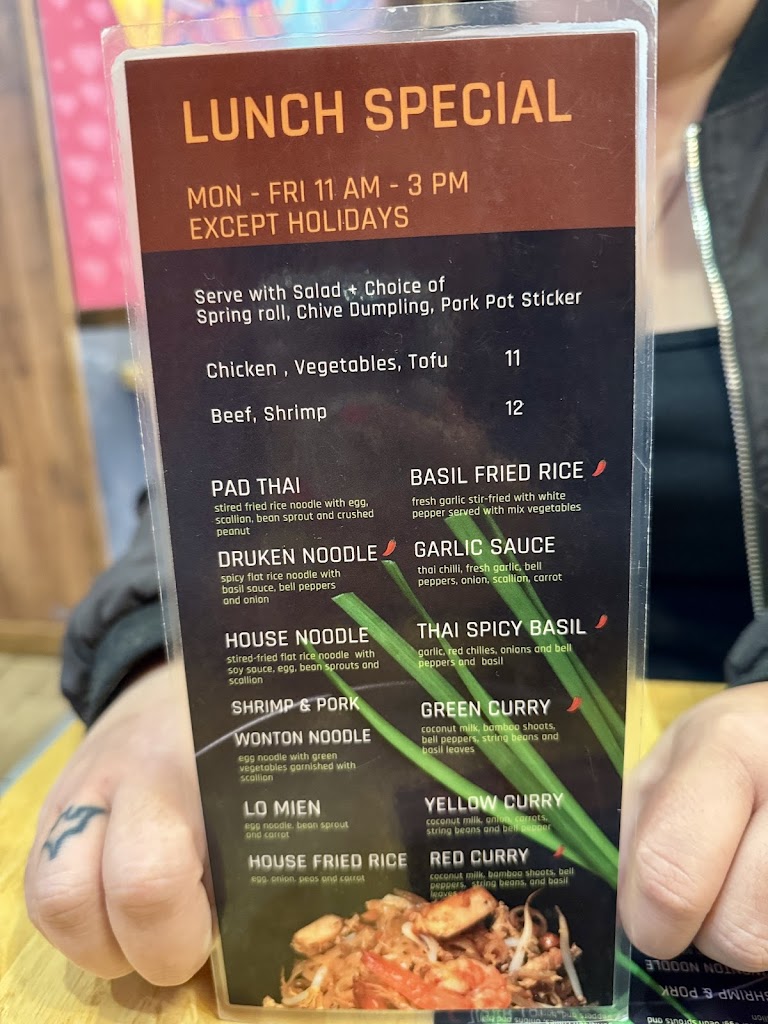 LUNCH SPECIAL
MON - FRI 11 AM - 3 PM
EXCEPT HOLIDAYS
Serve with Salad + Choice of
Spring roll, Chive Dumpling, Pork Pot Sticker
Chicken , Vegetables, Tofu 11
Beef, Shrimp 12
PAD THAI
stired fried rice noodle with egg,
scallion, bean sprout and crushed
peanut
DRUKEN NOODLE
spicy flat rice noodle with
basil sauce, bell peppers
and onion
HOUSE NOODLE
stired-fried flat rice noodle with
soy sauce, egg, bean sprouts and
scallion
SHRIMP & PORK
WONTON NOODLE
egg noodle with green
vegetables garnished with
scallion
LO MIEN
egg noodle, bean sprout
and carrot
HOUSE FRIED RICE
egg, onion, peas and carrot
BASIL FRIED RICE
fresh garlic stir-fried with white
pepper served with mix vegetables
GARLIC SAUCE
thai chilli, fresh garlic, bell
peppers, onion, scallion, carrot
THAI SPICY BASIL
garlic, red chilles, onions and bell
peppers and basil
GREEN CURRY
coconut milk, bamboo shoots,
bell peppers, string beans and
basil leaves
YELLOW CURRY
coconut milk, onion, carrots,
string beans and bell pepper
RED CURRY
coconut milk, bamboo shoots, bell
peppers, string beans, and basil
leaves
SHRIMP & PORK
WONTON NOODLE